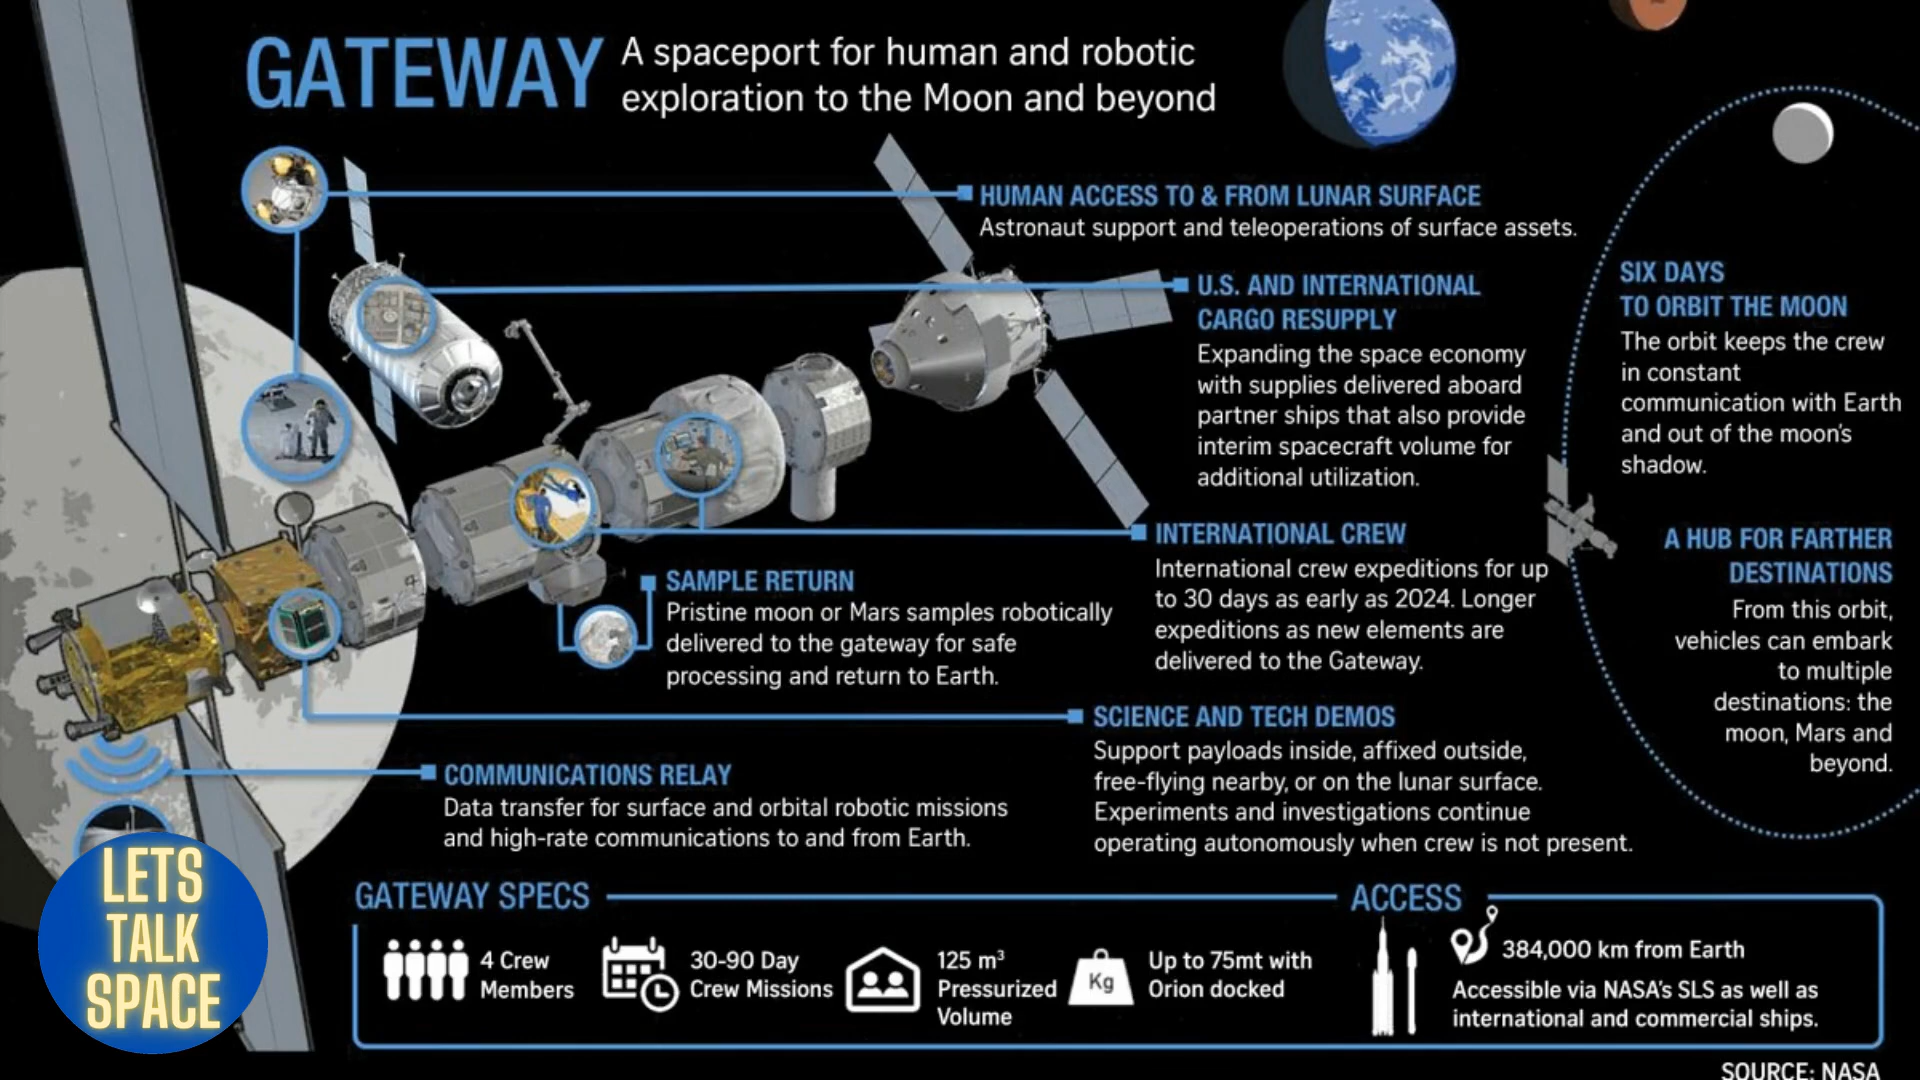 GATEWAY
A spaceport for human and robotic
exploration to the Moon and beyond
HUMAN ACCESS TO & FROM LUNAR SURFACE
Astronaut support and teleoperations of surface assets.
U.S. AND INTERNATIONAL
CARGO RESUPPLY
Expanding the space economy
with supplies delivered aboard
partner ships that also provide
interim spacecraft volume for
additional utilization.
SIX DAYS
TO ORBIT THE MOON
The orbit keeps the crew
in constant
communication with Earth
and out of the moon's
shadow.
INTERNATIONAL CREW
International crew expeditions for up
to 30 days as early as 2024. Longer
expeditions as new elements are
delivered to the Gateway.
A HUB FOR FARTHER
DESTINATIONS
From this orbit,
vehicles can embark
to multiple
destinations: the
moon, Mars and
beyond.
SAMPLE RETURN
Pristine moon or Mars samples robotically
delivered to the gateway for safe
processing and return to Earth.
SCIENCE AND TECH DEMOS
Support payloads inside, affixed outside,
free-flying nearby, or on the lunar surface.
Experiments and investigations continue
operating autonomously when crew is not present.
COMMUNICATIONS RELAY
Data transfer for surface and orbital robotic missions
and high-rate communications to and from Earth.
LETS
TALK
SPACE
GATEWAY SPECS
4 Crew
Members
30-90 Day
Crew Missions
125 m³
Pressurized
Volume
Kg
Up to 75mt with
Orion docked
ACCESS
384,000 km from Earth
Accessible via NASA's SLS as well as
international and commercial ships.
SOURCE: NASA